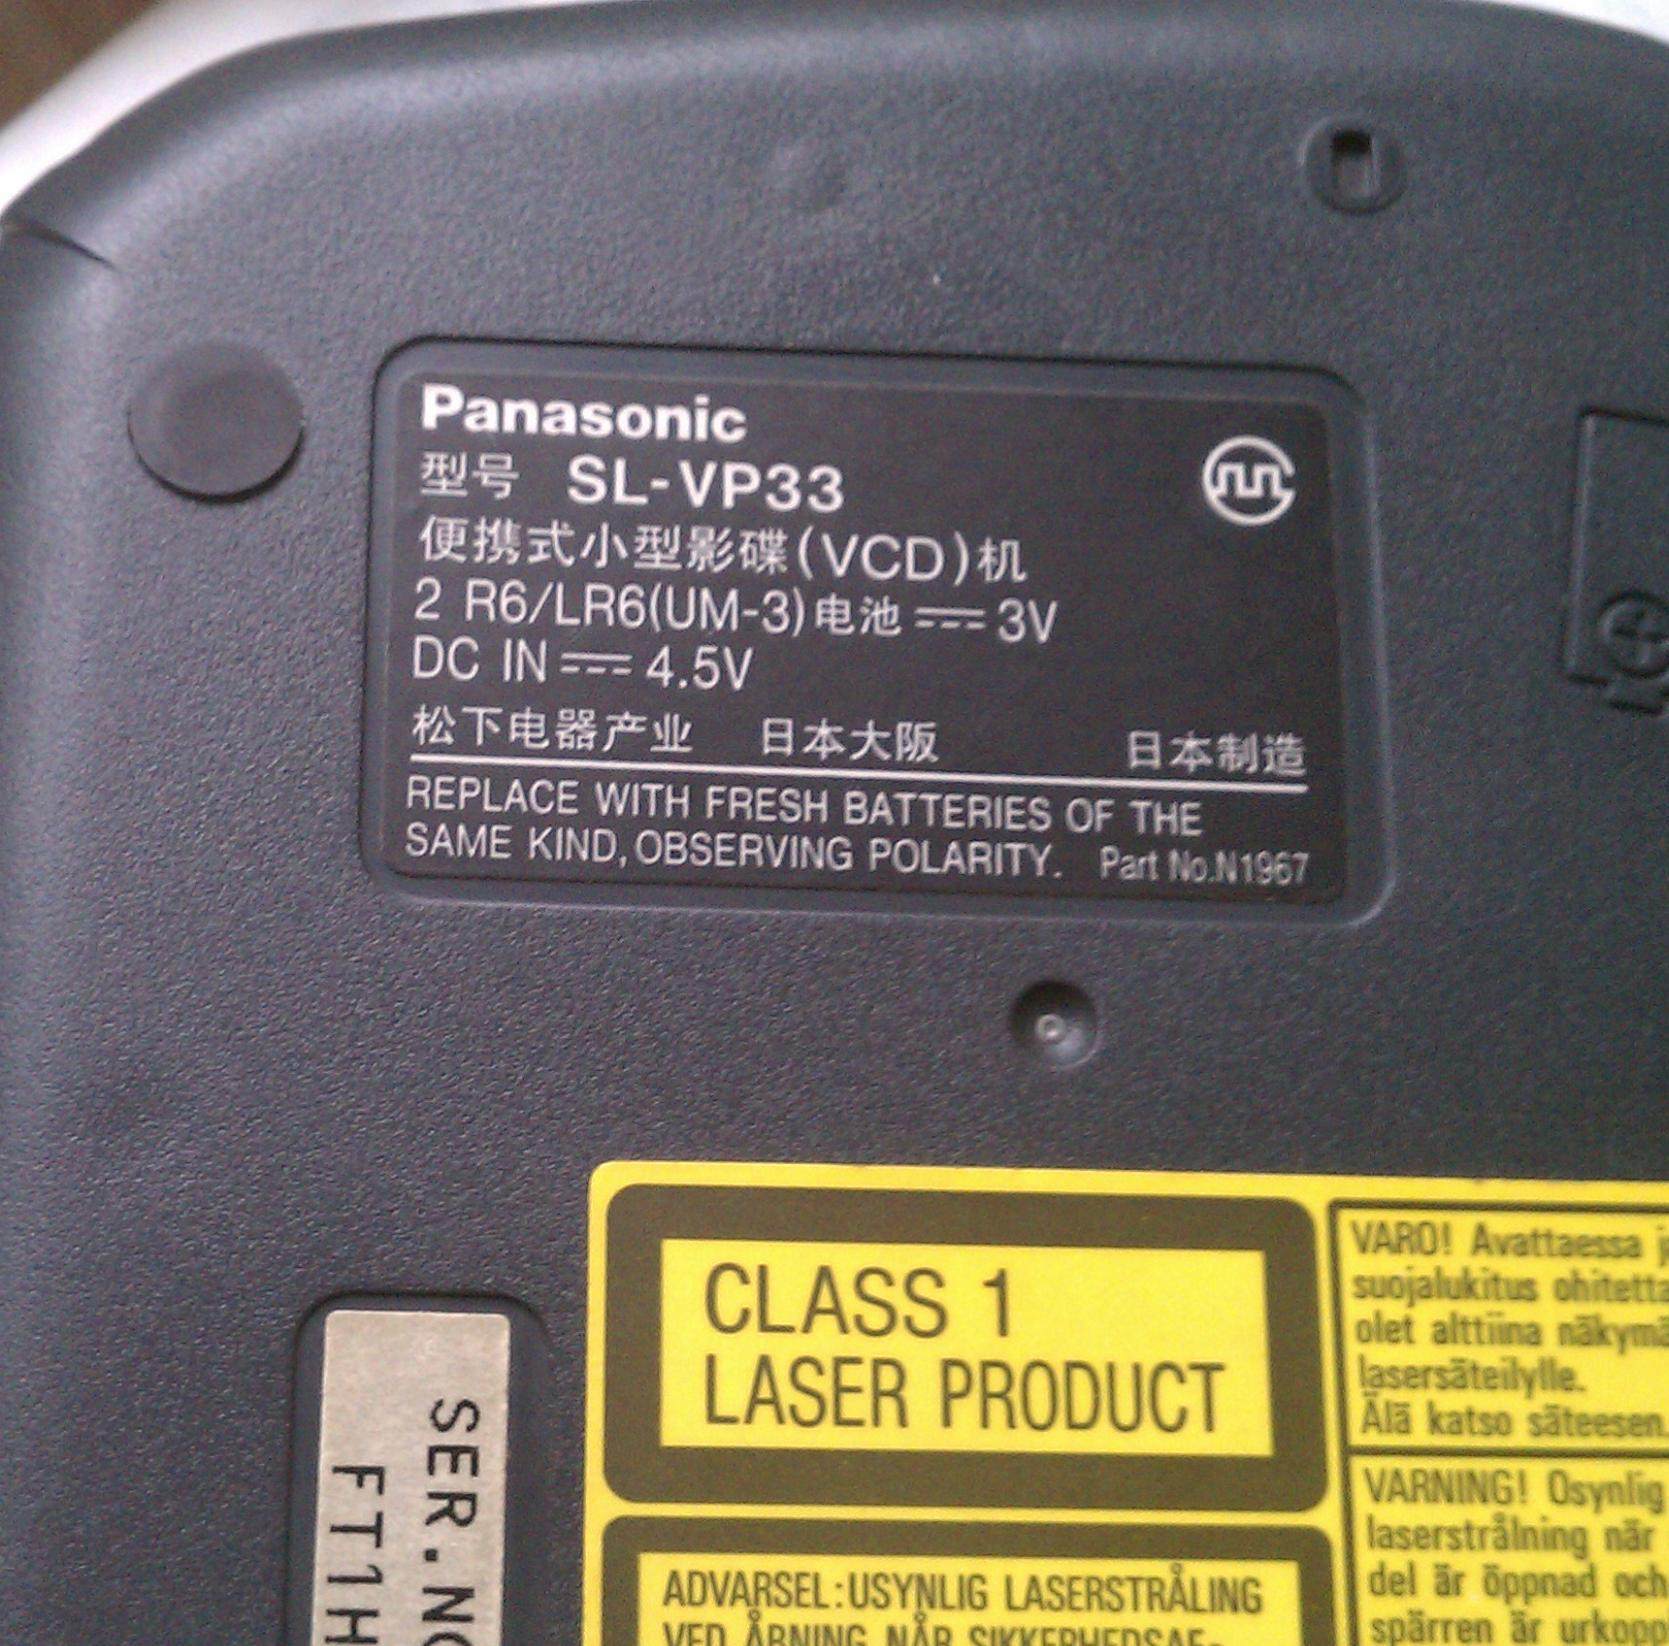 Panasonic
型号 SL-VP33
便携式小型影碟(VCD)机
2 R6/LR6(UM-3)电池 ⎓ 3V
DC IN ⎓ 4.5V
松下电器产业 日本大阪 日本制造
REPLACE WITH FRESH BATTERIES OF THE
SAME KIND, OBSERVING POLARITY. Part No.N1967
CLASS 1
LASER PRODUCT
VARO! Avattaessa
suojalukitus
olet alttiina
lasersäteilylle.
Älä katso säteesen.
VARNING! Osynlig
laserstrålning när
del är öppnad och
spärren är
ADVARSEL: USYNLIG LASERSTRÅLING
VED ÅBNING NÅR
SER.NO
FT1H